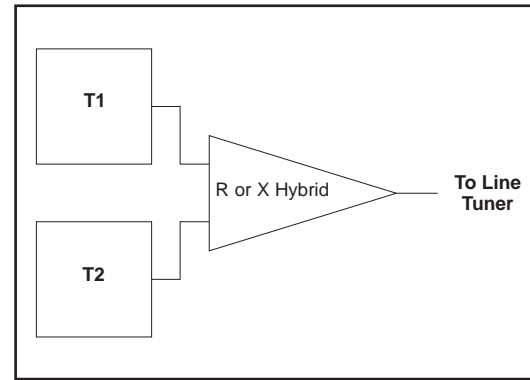 T1
R or X Hybrid
To Line
Tuner
T2